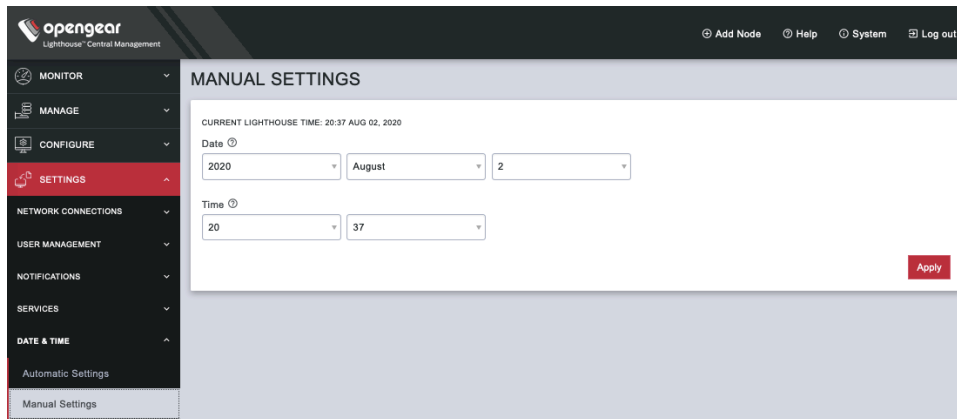 opengear
Lighthouse™ Central Management
Add Node Help System Log out
MONITOR
MANAGE
CONFIGURE
SETTINGS
NETWORK CONNECTIONS
USER MANAGEMENT
NOTIFICATIONS
SERVICES
DATE & TIME
Automatic Settings
Manual Settings
MANUAL SETTINGS
CURRENT LIGHTHOUSE TIME: 20:37 AUG 02, 2020
Date
2020 August 2
Time
20 37
Apply